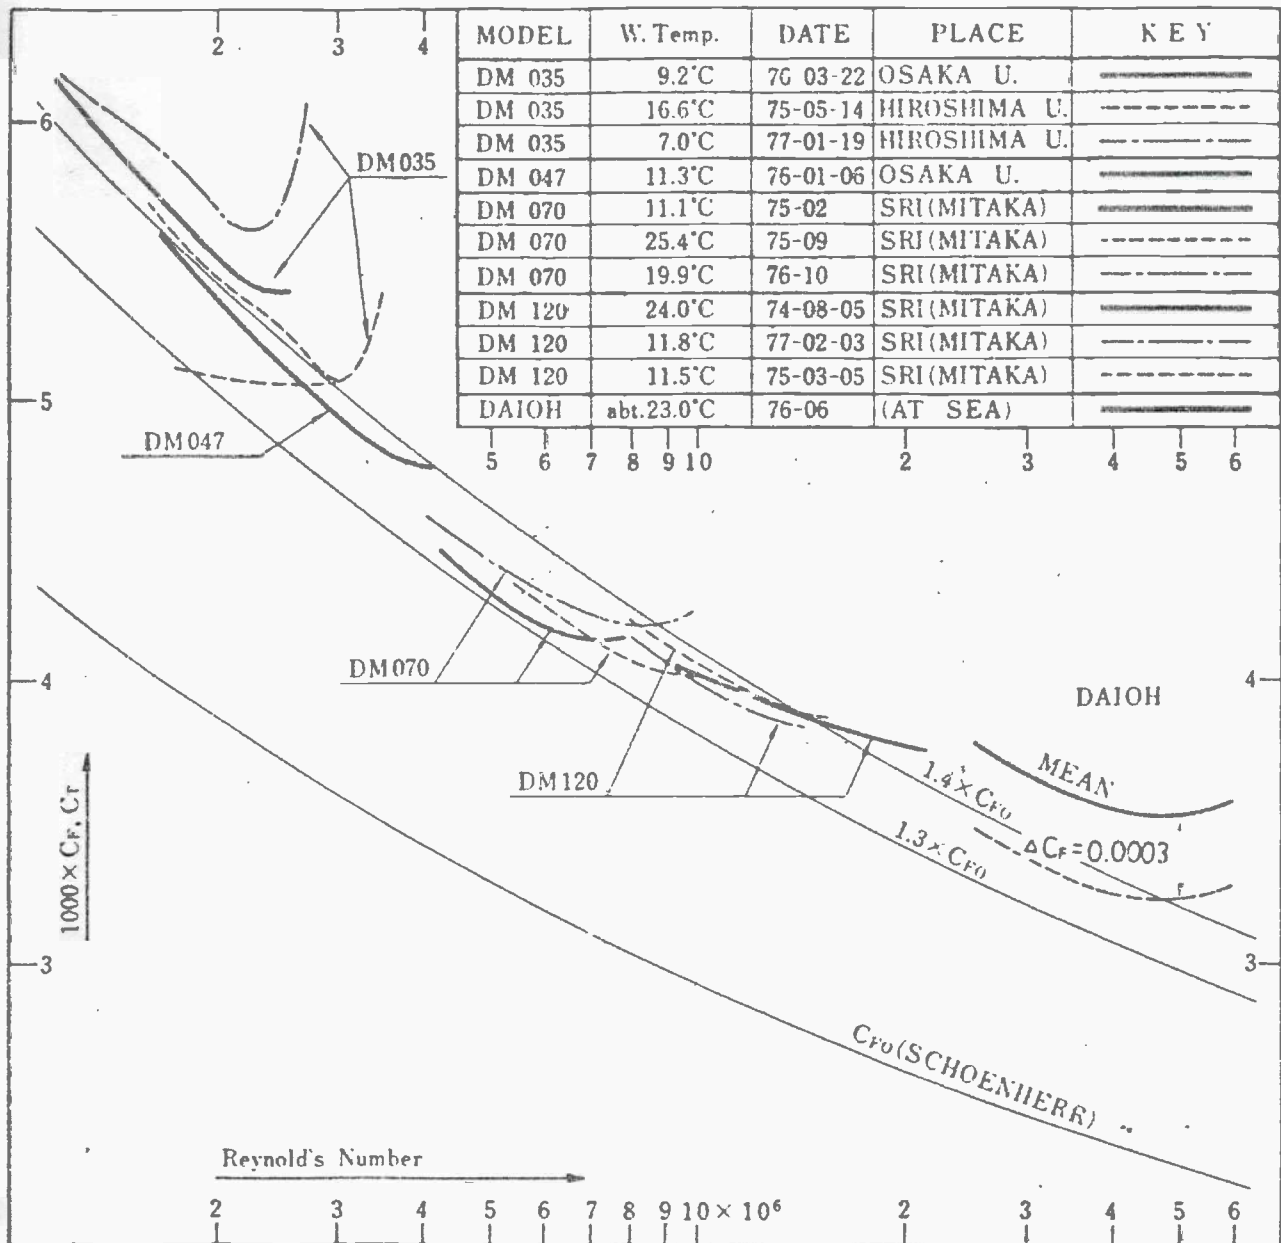 2 3 4
MODEL W. Temp. DATE PLACE KEY
DM 035 9.2°C 76 03-22 OSAKA U.
DM 035 16.6°C 75-05-14 HIROSHIMA U.
DM 035 7.0°C 77-01-19 HIROSHIMA U.
DM 047 11.3°C 76-01-06 OSAKA U.
DM 070 11.1°C 75-02 SRI(MITAKA)
DM 070 25.4°C 75-09 SRI(MITAKA)
DM 070 19.9°C 76-10 SRI(MITAKA)
DM 120 24.0°C 74-08-05 SRI(MITAKA)
DM 120 11.8°C 77-02-03 SRI(MITAKA)
DM 120 11.5°C 75-03-05 SRI(MITAKA)
DAIOH abt.23.0°C 76-06 (AT SEA)
5 6 7 8 9 10 2 3 4 5 6
6
DM035
5
DM047
DM070
4
4
DAIOH
MEAN
DM120
1.4×CFO
1.3×CFO
ΔCF=0.0003
1000×CF, Cr
3
3
CFO(SCHOENHERR)
Reynold's Number
2 3 4 5 6 7 8 9 10×10⁶ 2 3 4 5 6